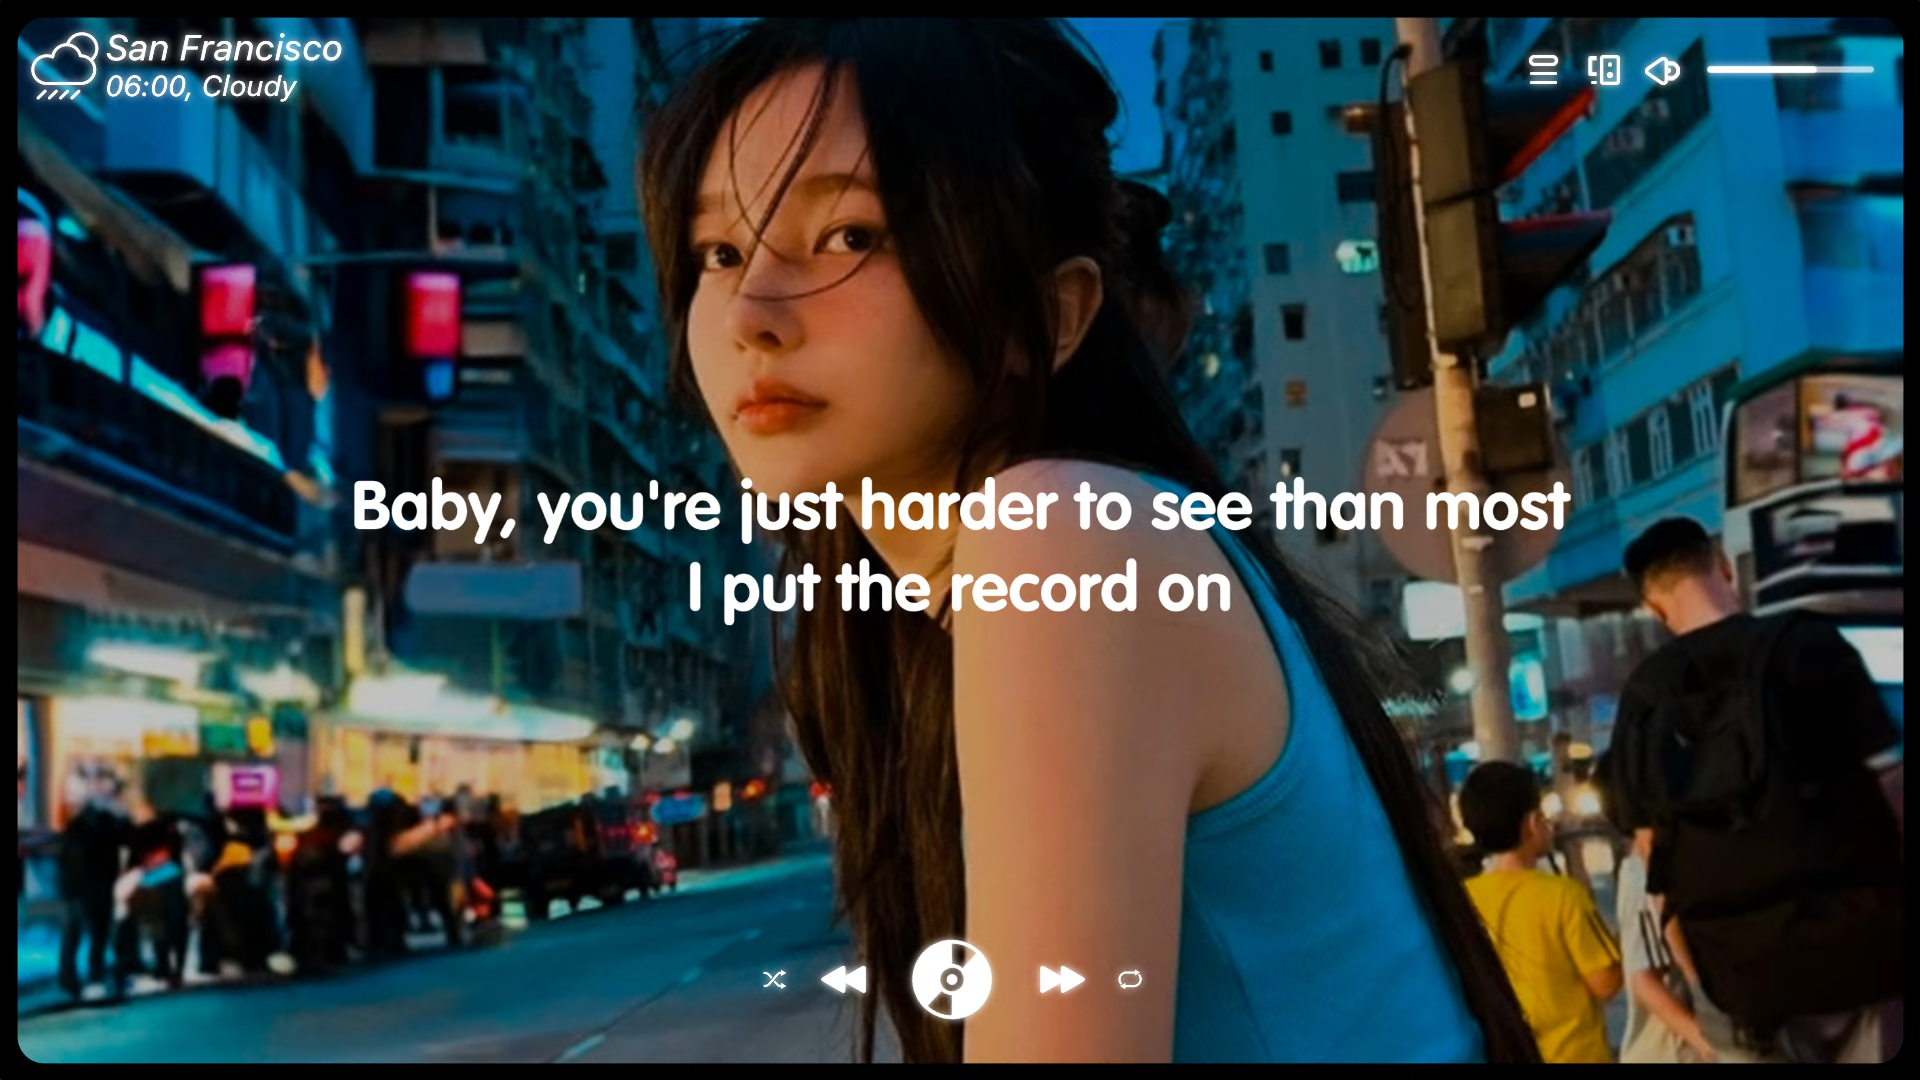 San Francisco
06:00, Cloudy
Baby, you're just harder to see than most
I put the record on